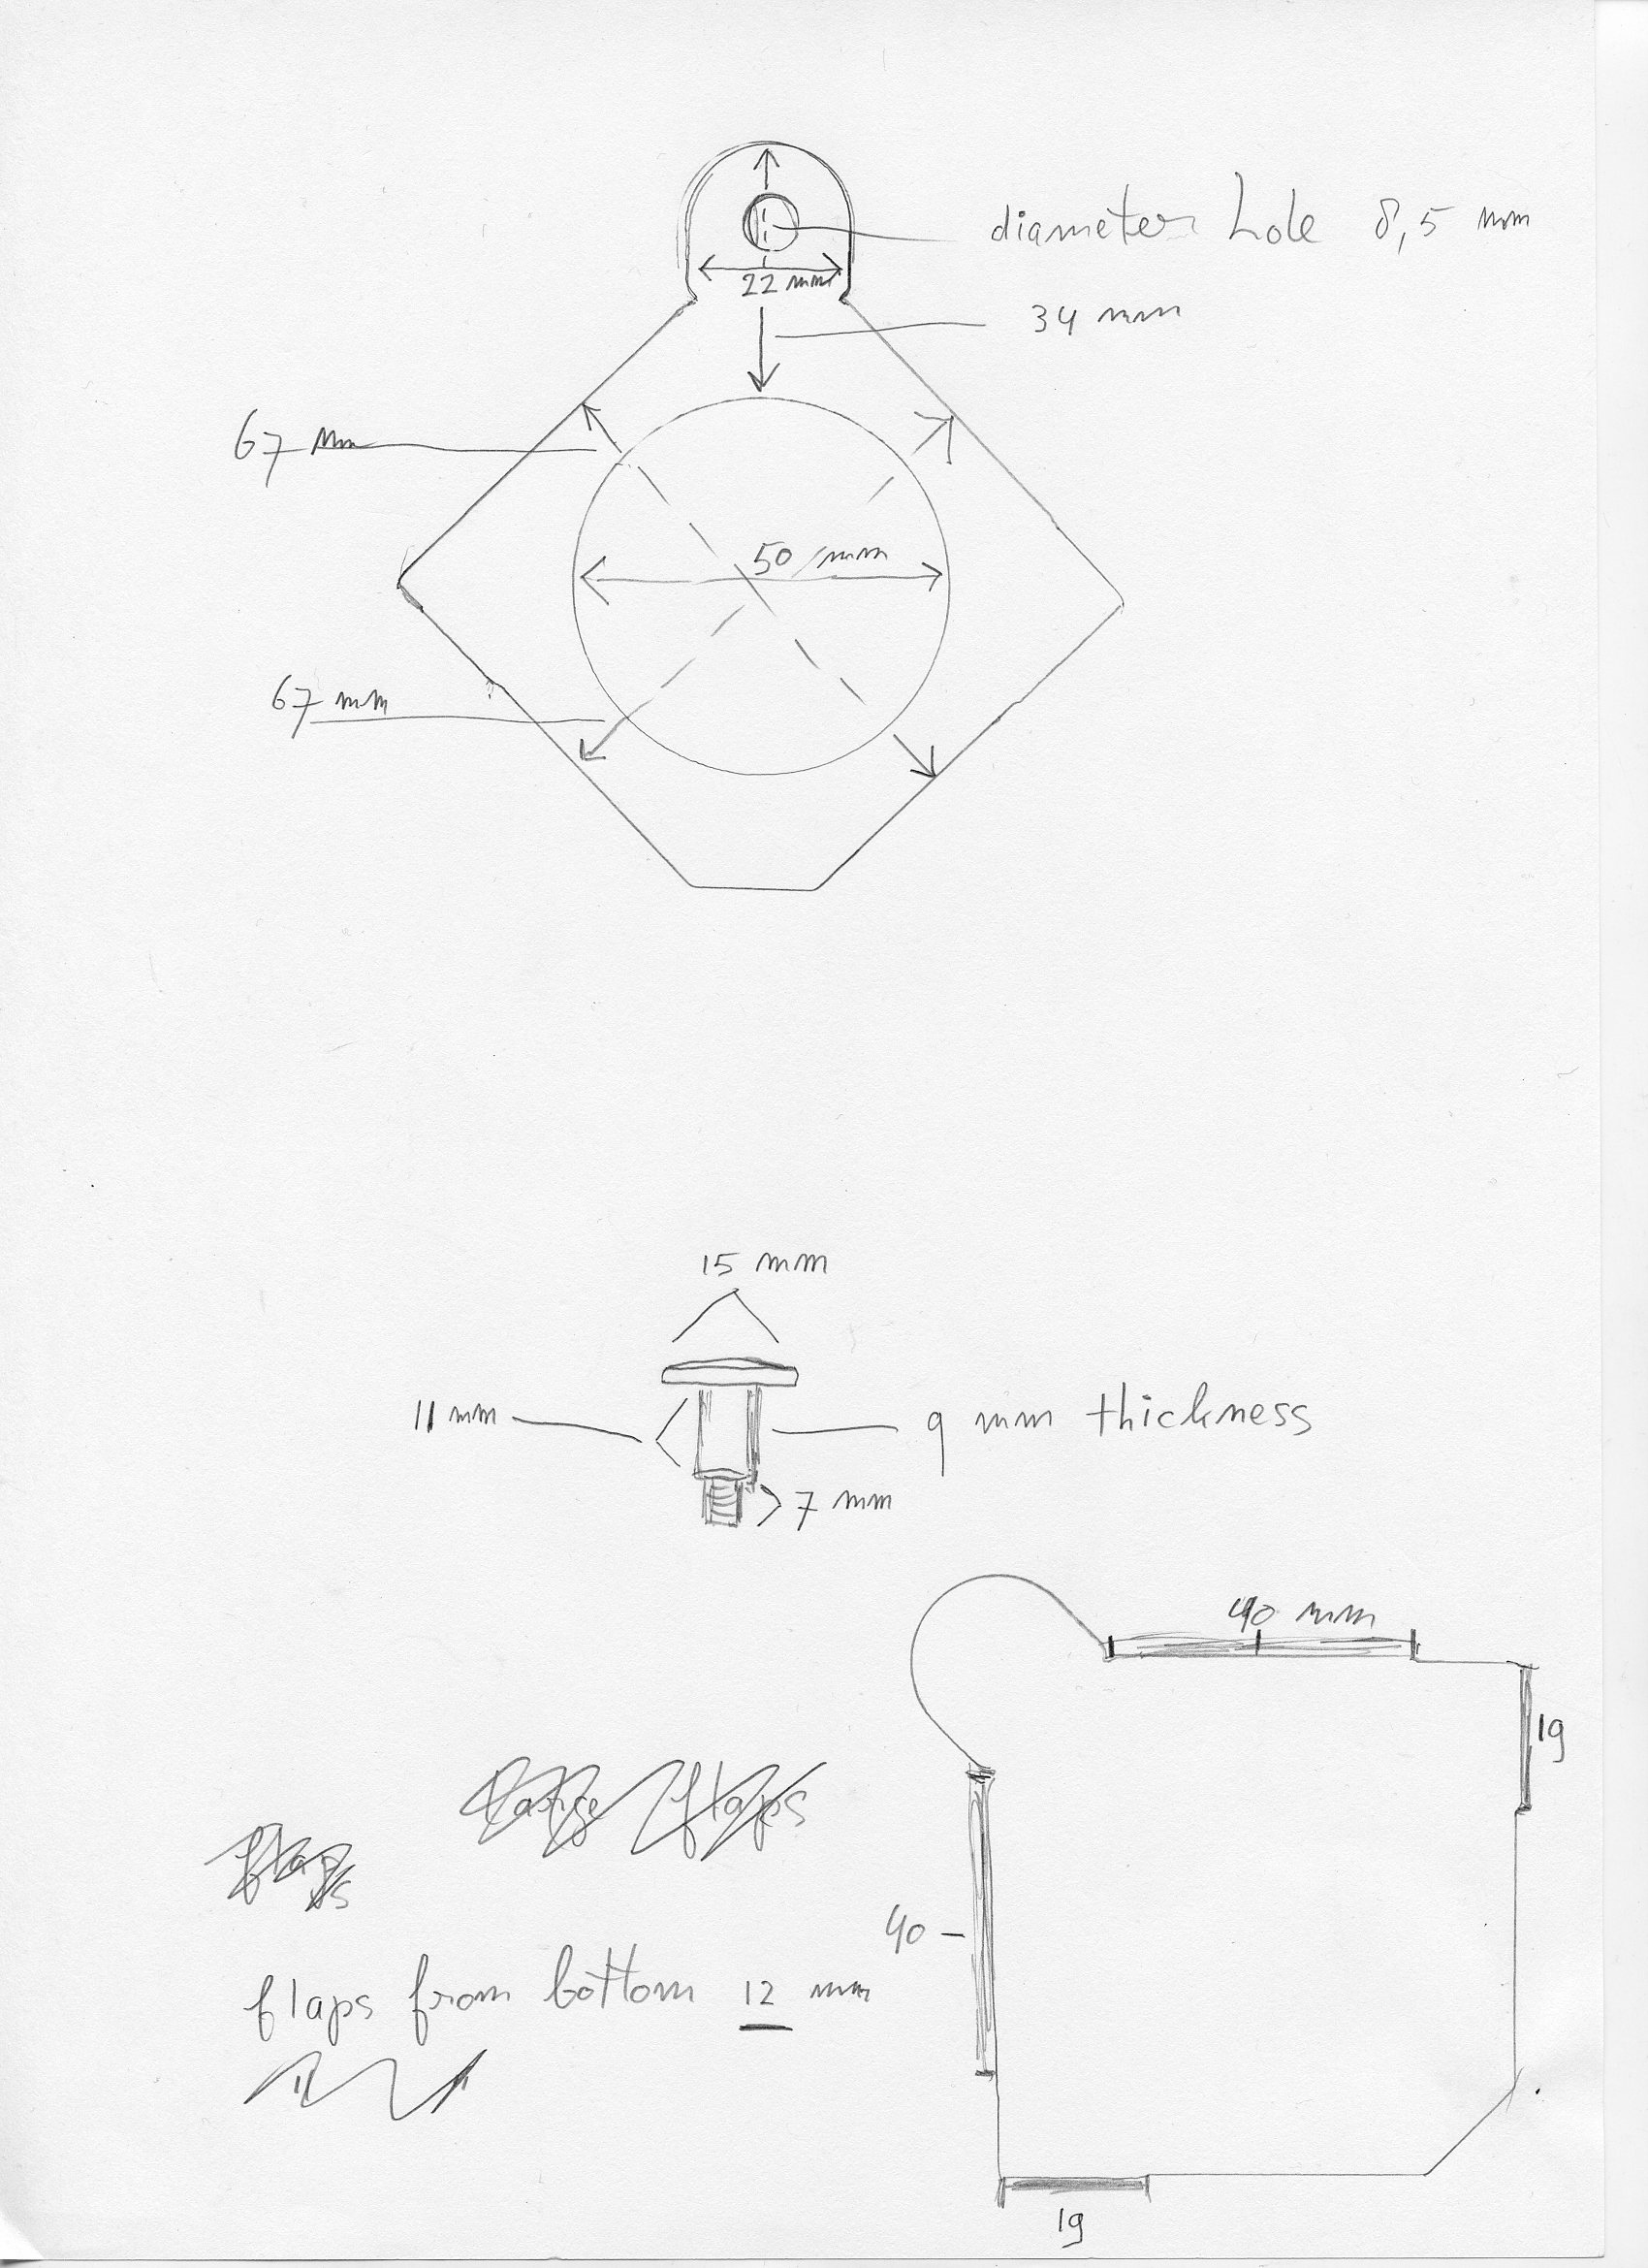 diameter hole 8,5 mm
22 mm
34 mm
67 mm
50 mm
67 mm
15 mm
11 mm
9 mm thickness
7 mm
40 mm
19
large flaps
flaps
40
flaps from bottom 12 mm
19